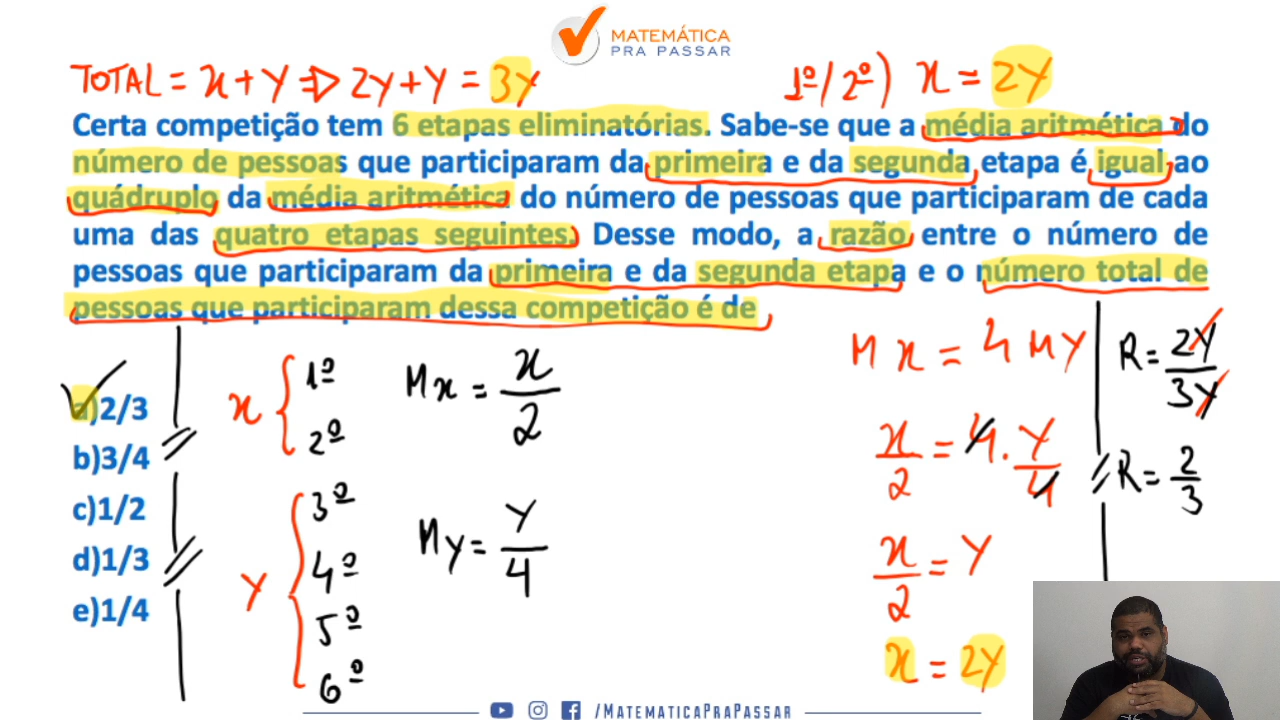 MATEMÁTICA
PRA PASSAR
TOTAL = x + Y ⇒ 2Y + Y = 3Y
1º/2º) x = 2Y
Certa competição tem 6 etapas eliminatórias. Sabe-se que a média aritmética do
número de pessoas que participaram da primeira e da segunda etapa é igual ao
quádruplo da média aritmética do número de pessoas que participaram de cada
uma das quatro etapas seguintes. Desse modo, a razão entre o número de
pessoas que participaram da primeira e da segunda etapa e o número total de
pessoas que participaram dessa competição é de
a)2/3
b)3/4
c)1/2
d)1/3
e)1/4
x { 1º
2º
Y { 3º
4º
5º
6º
Mx = x/2
My = Y/4
Mx = 4 MY
x/2 = 4 . Y/4
x/2 = Y
x = 2Y
R = 2Y/3Y
R = 2/3
/MatematicaPraPassar